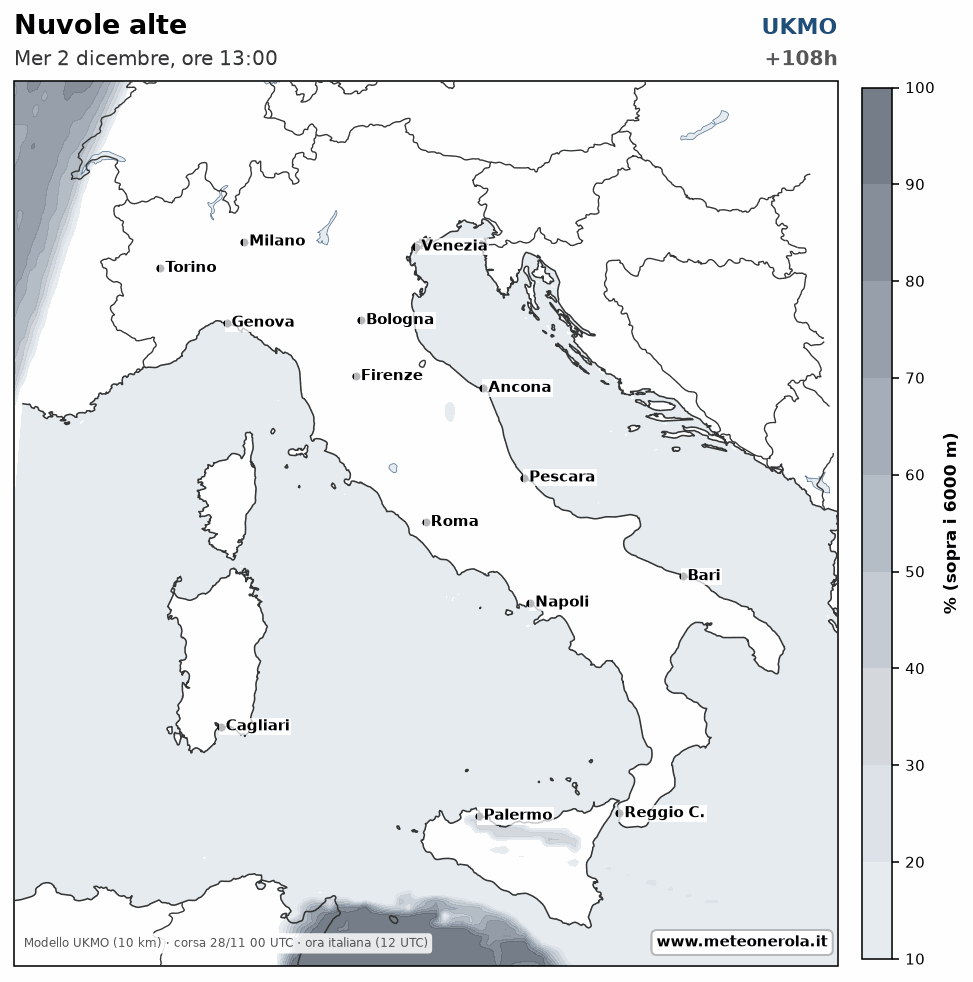 Nuvole alte
UKMO
Mer 2 dicembre, ore 13:00
+108h
Milano
Venezia
Torino
Genova
Bologna
Firenze
Ancona
Pescara
Roma
Bari
Napoli
Cagliari
Palermo
Reggio C.
Modello UKMO (10 km) · corsa 28/11 00 UTC · ora italiana (12 UTC)
www.meteonerola.it
100
90
80
70
60
50
40
30
20
10
% (sopra i 6000 m)